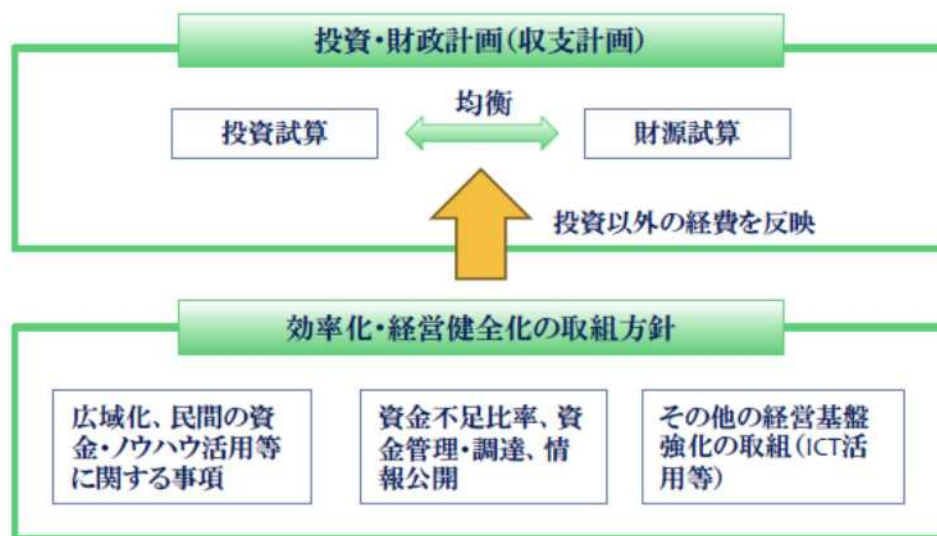 投資・財政計画(収支計画)
均衡
投資試算
財源試算
投資以外の経費を反映
効率化・経営健全化の取組方針
広域化、民間の資
金・ノウハウ活用等
に関する事項
資金不足比率、資
金管理・調達、情
報公開
その他の経営基盤
強化の取組(ICT活
用等)